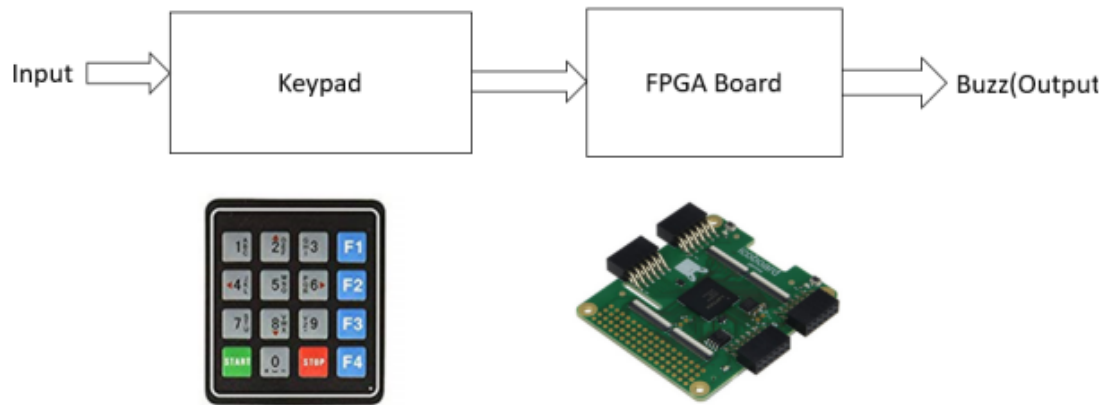 Input
Keypad
FPGA Board
Buzz(Output
1 2 3 F1
4 5 6 F2
7 8 9 F3
START 0 STOP F4
icoboard